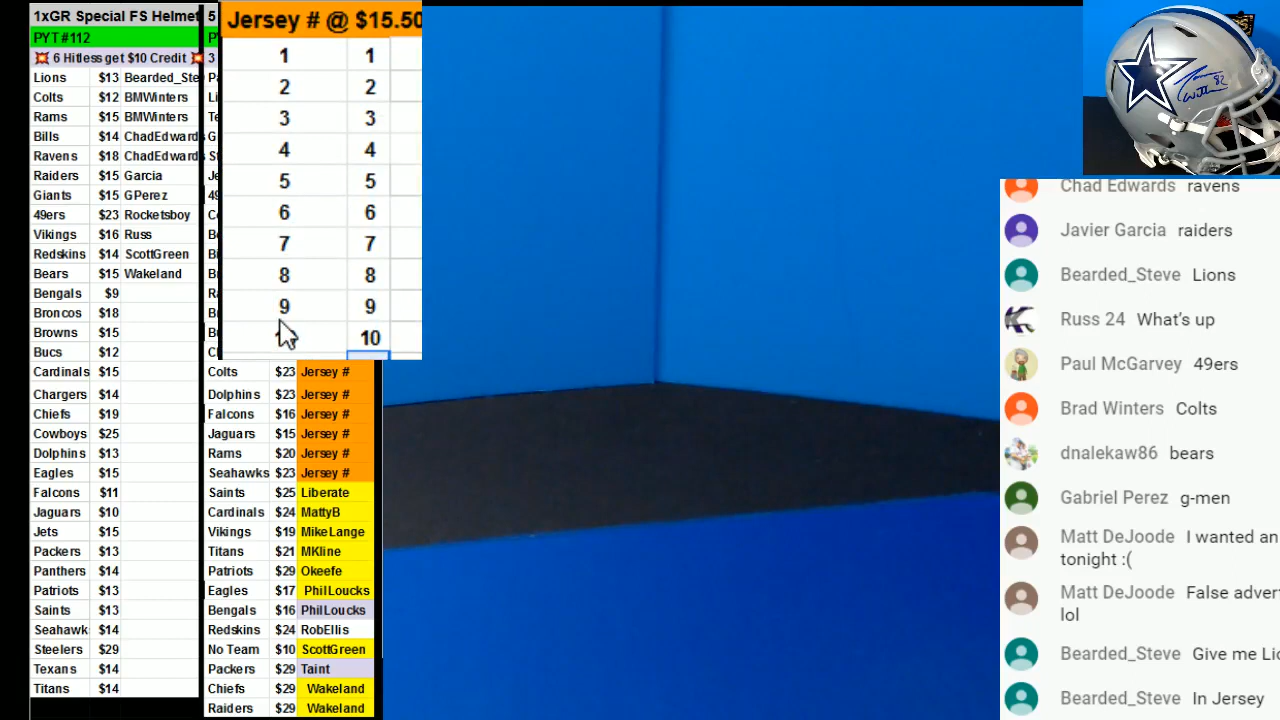 1xGR Special FS Helmet
PYT #112
💥 6 Hitless get $10 Credit 💥
Lions $13 Bearded_Ste
Colts $12 BMWinters
Rams $15 BMWinters
Bills $14 ChadEdwards
Ravens $18 ChadEdwards
Raiders $15 Garcia
Giants $15 GPerez
49ers $23 Rocketsboy
Vikings $16 Russ
Redskins $14 ScottGreen
Bears $15 Wakeland
Bengals $9
Broncos $18
Browns $15
Bucs $12
Cardinals $15
Chargers $14
Chiefs $19
Cowboys $25
Dolphins $23
Eagles $15
Falcons $11
Jaguars $10
Jets $15
Packers $13
Panthers $14
Patriots $13
Saints $13
Seahawk $14
Steelers $29
Texans $14
Titans $14
5
3
Jersey # @ $15.50
1 1
2 2
3 3
4 4
5 5
6 6
7 7
8 8
9 9
10
Colts $23 Jersey #
Dolphins $23 Jersey #
Falcons $16 Jersey #
Jaguars $15 Jersey #
Rams $20 Jersey #
Seahawks $23 Jersey #
Saints $25 Liberate
Cardinals $24 MattyB
Vikings $19 MikeLange
Titans $21 MKline
Patriots $29 Okeefe
Eagles $17 PhilLoucks
Bengals $16 PhilLoucks
Redskins $24 RobEllis
No Team $10 ScottGreen
Packers $29 Taint
Chiefs $29 Wakeland
Raiders $29 Wakeland
Chad Edwards ravens
Javier Garcia raiders
Bearded_Steve Lions
Russ 24 What's up
Paul McGarvey 49ers
Brad Winters Colts
dnalekaw86 bears
Gabriel Perez g-men
Matt DeJoode I wanted an
tonight :(
Matt DeJoode False adver
lol
Bearded_Steve Give me Lio
Bearded_Steve In Jersey